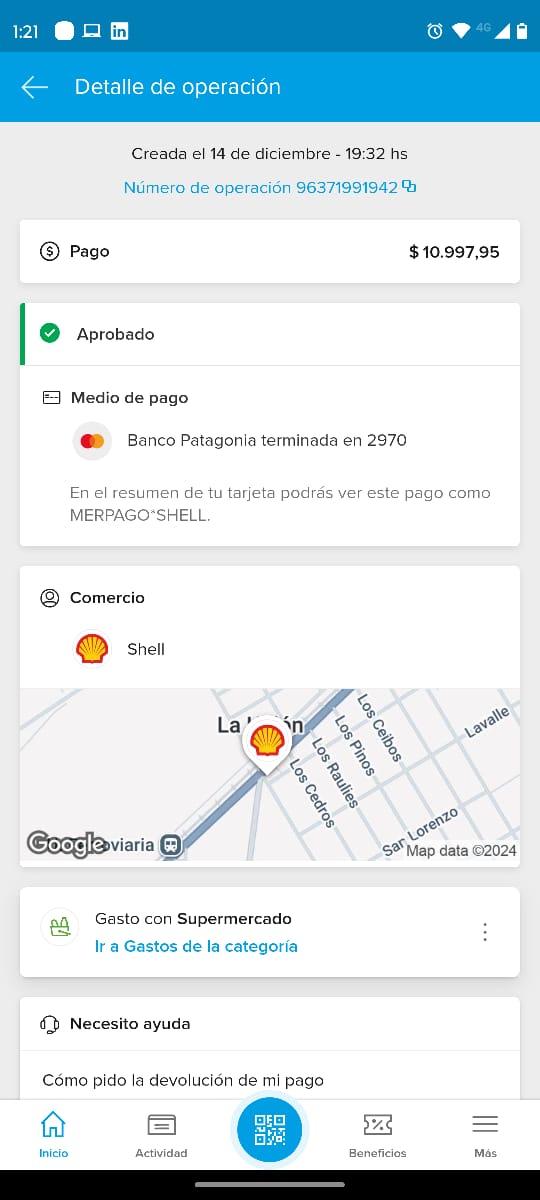 1:21
4G
Detalle de operación
Creada el 14 de diciembre - 19:32 hs
Número de operación 96371991942
Pago
$ 10.997,95
Aprobado
Medio de pago
Banco Patagonia terminada en 2970
En el resumen de tu tarjeta podrás ver este pago como
MERPAGO*SHELL.
Comercio
Shell
La
Los Ceibos
Los Pinos
Los Raulies
Los Cedros
Lavalle
San Lorenzo
Google
Map data ©2024
Gasto con Supermercado
Ir a Gastos de la categoría
Necesito ayuda
Cómo pido la devolución de mi pago
Inicio
Actividad
Beneficios
Más